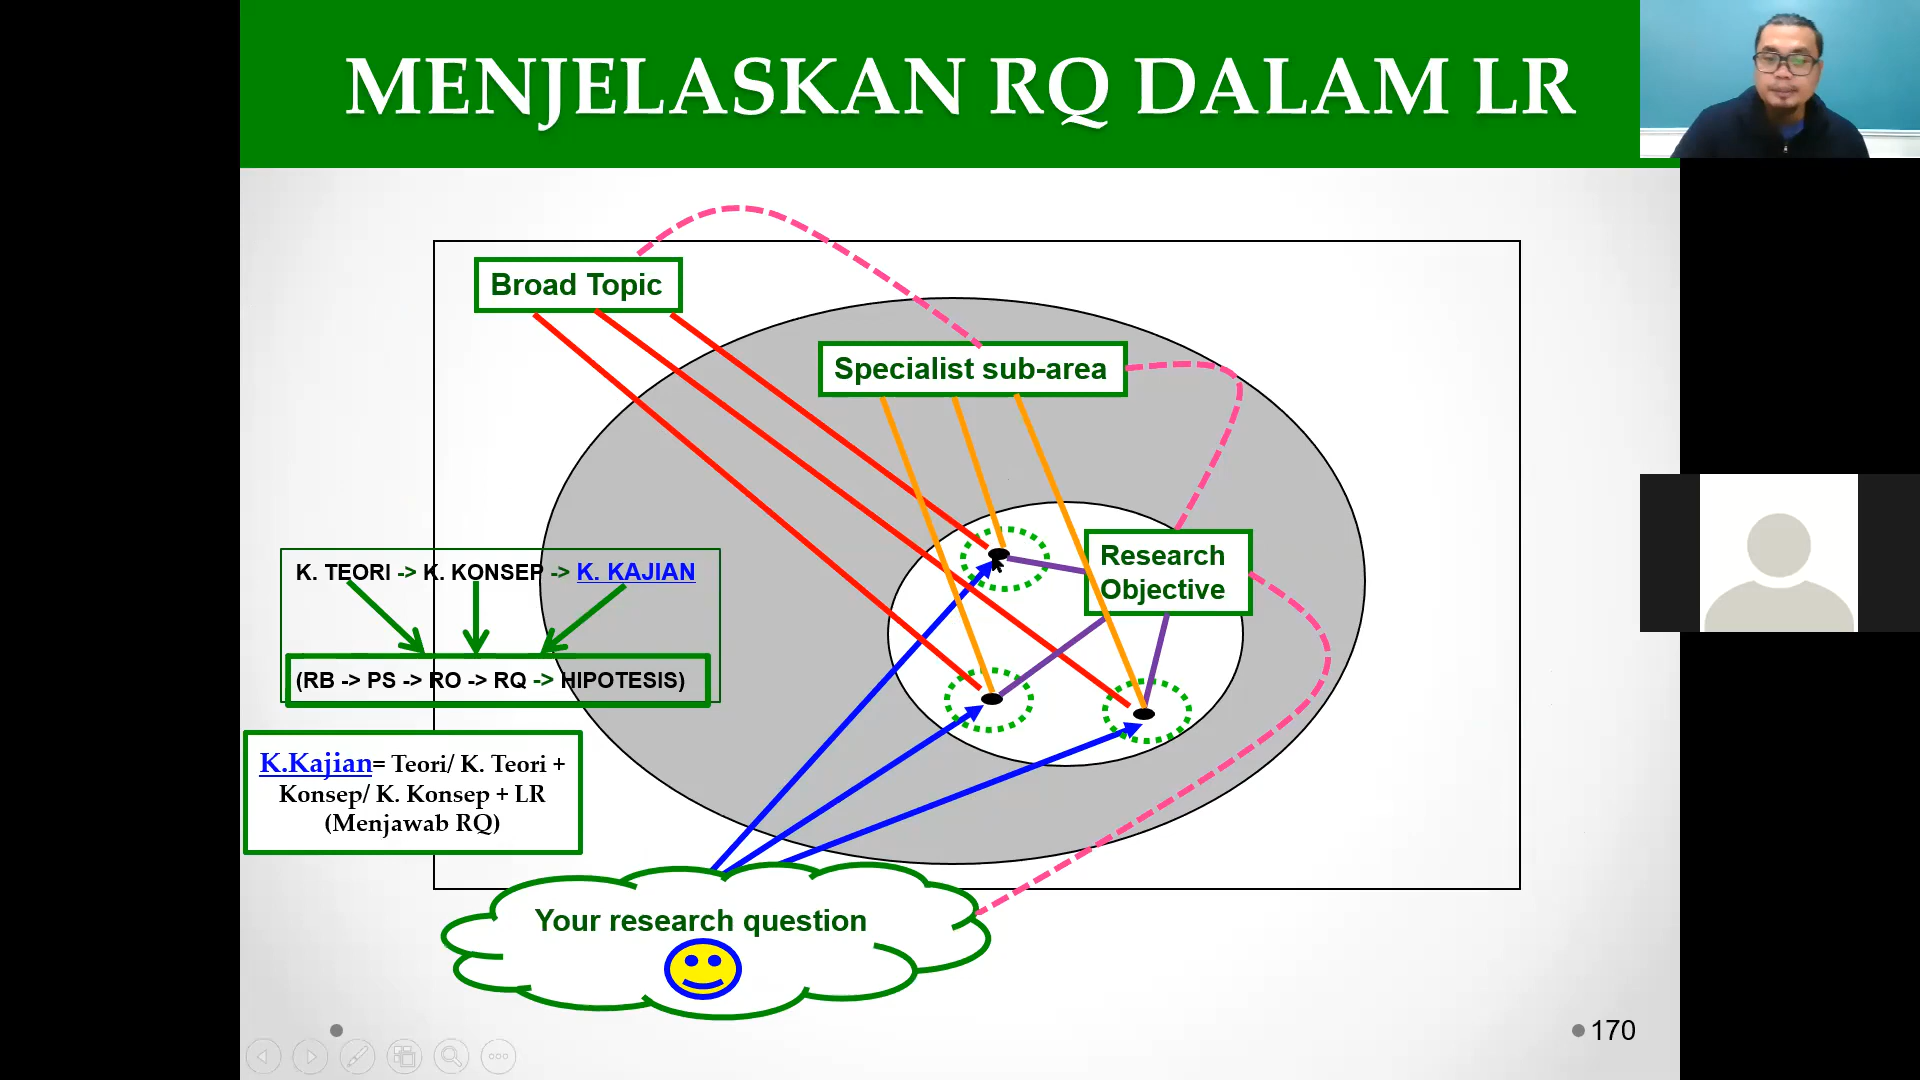 MENJELASKAN RQ DALAM LR
Broad Topic
Specialist sub-area
Research
Objective
K. TEORI -> K. KONSEP -> K. KAJIAN
(RB -> PS -> RO -> RQ -> HIPOTESIS)
K.Kajian= Teori/ K. Teori +
Konsep/ K. Konsep + LR
(Menjawab RQ)
Your research question
170